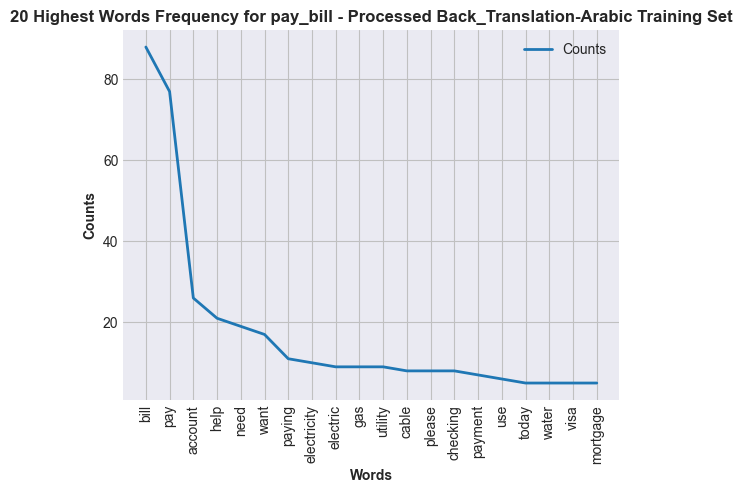 20 Highest Words Frequency for pay_bill - Processed Back_Translation-Arabic Training Set
Counts
80
60
40
20
Counts
bill
pay
account
help
need
want
paying
electricity
electric
gas
utility
cable
please
checking
payment
use
today
water
visa
mortgage
Words